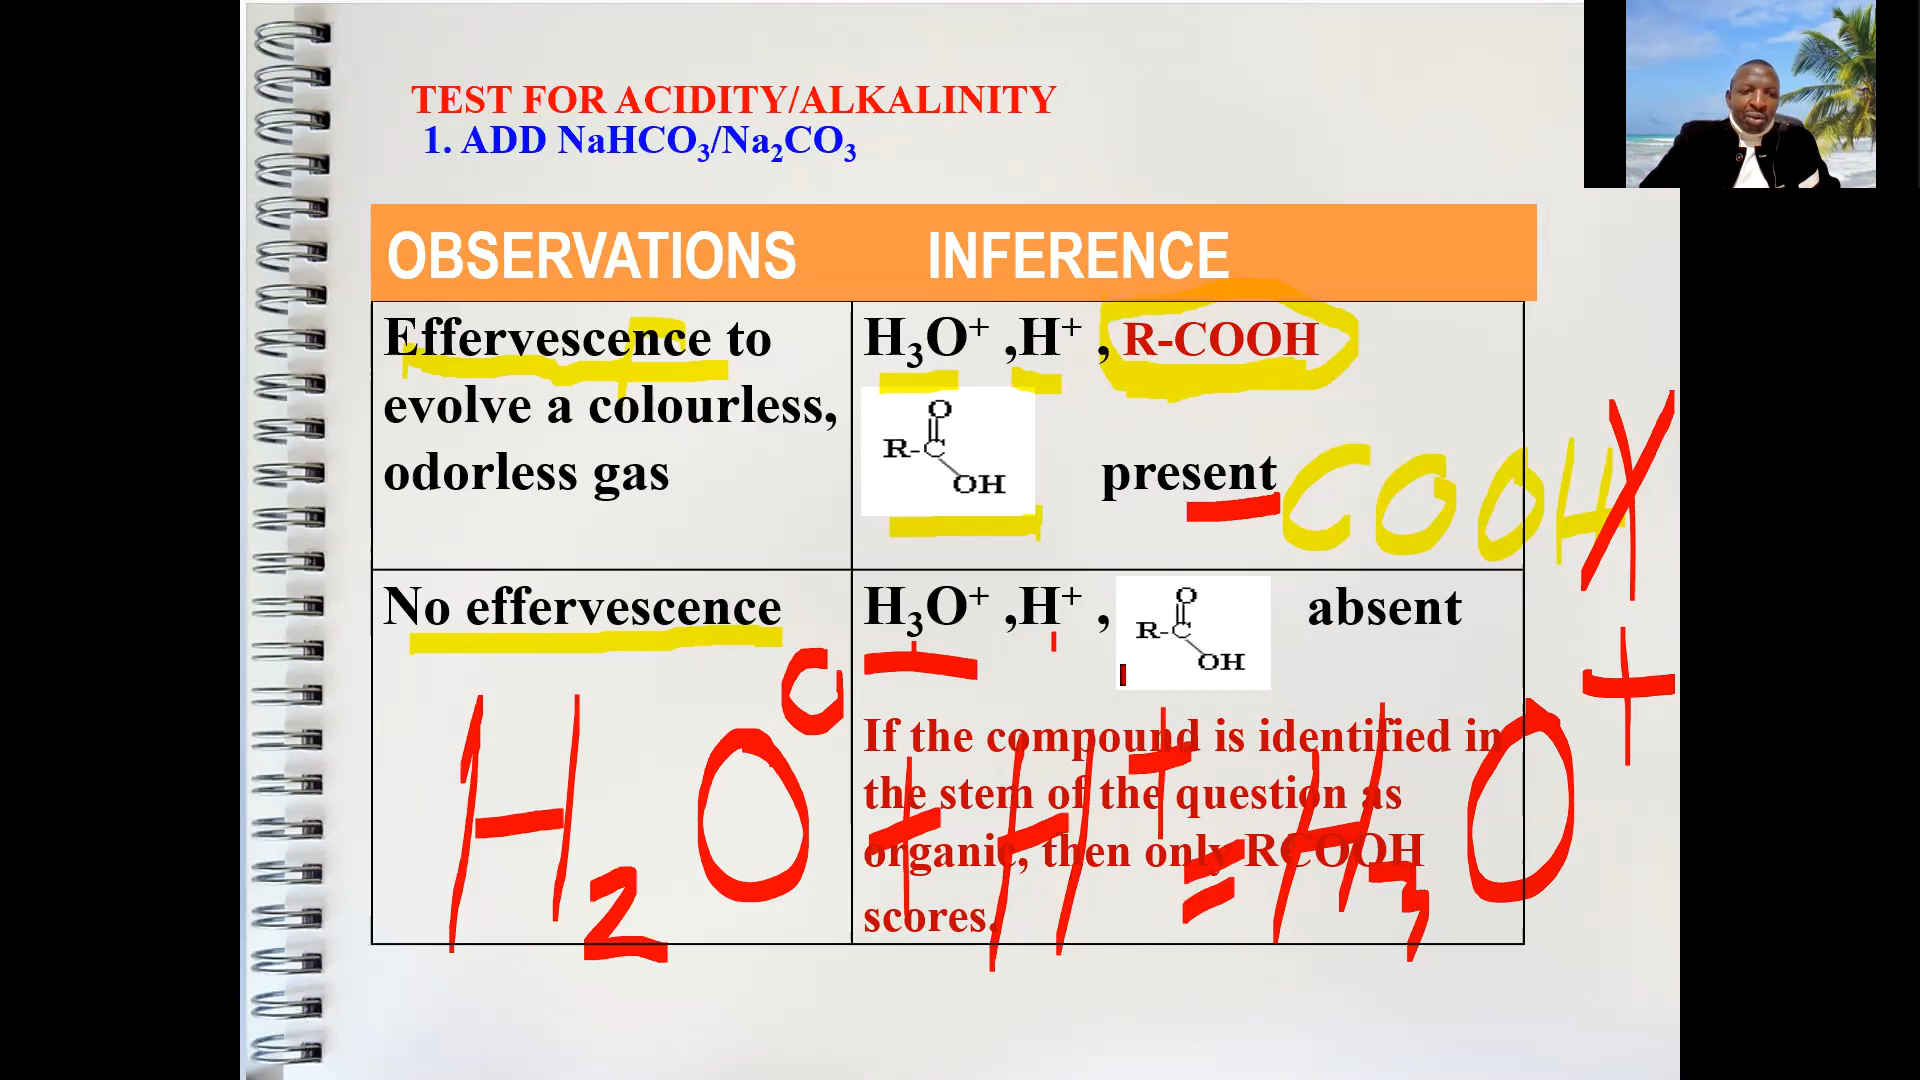 TEST FOR ACIDITY/ALKALINITY
1. ADD NaHCO₃/Na₂CO₃
OBSERVATIONS INFERENCE
Effervescence to
evolve a colourless,
odorless gas
H₃O⁺ ,H⁺ , R-COOH
O
R-C
OH
present
COOH
No effervescence
H₃O⁺ ,H⁺ ,
O
R-C
OH
absent
If the compound is identified in
the stem of the question as
organic, then only RCOOH
scores.
H₂O⁰ + H⁺ = H₃O⁺